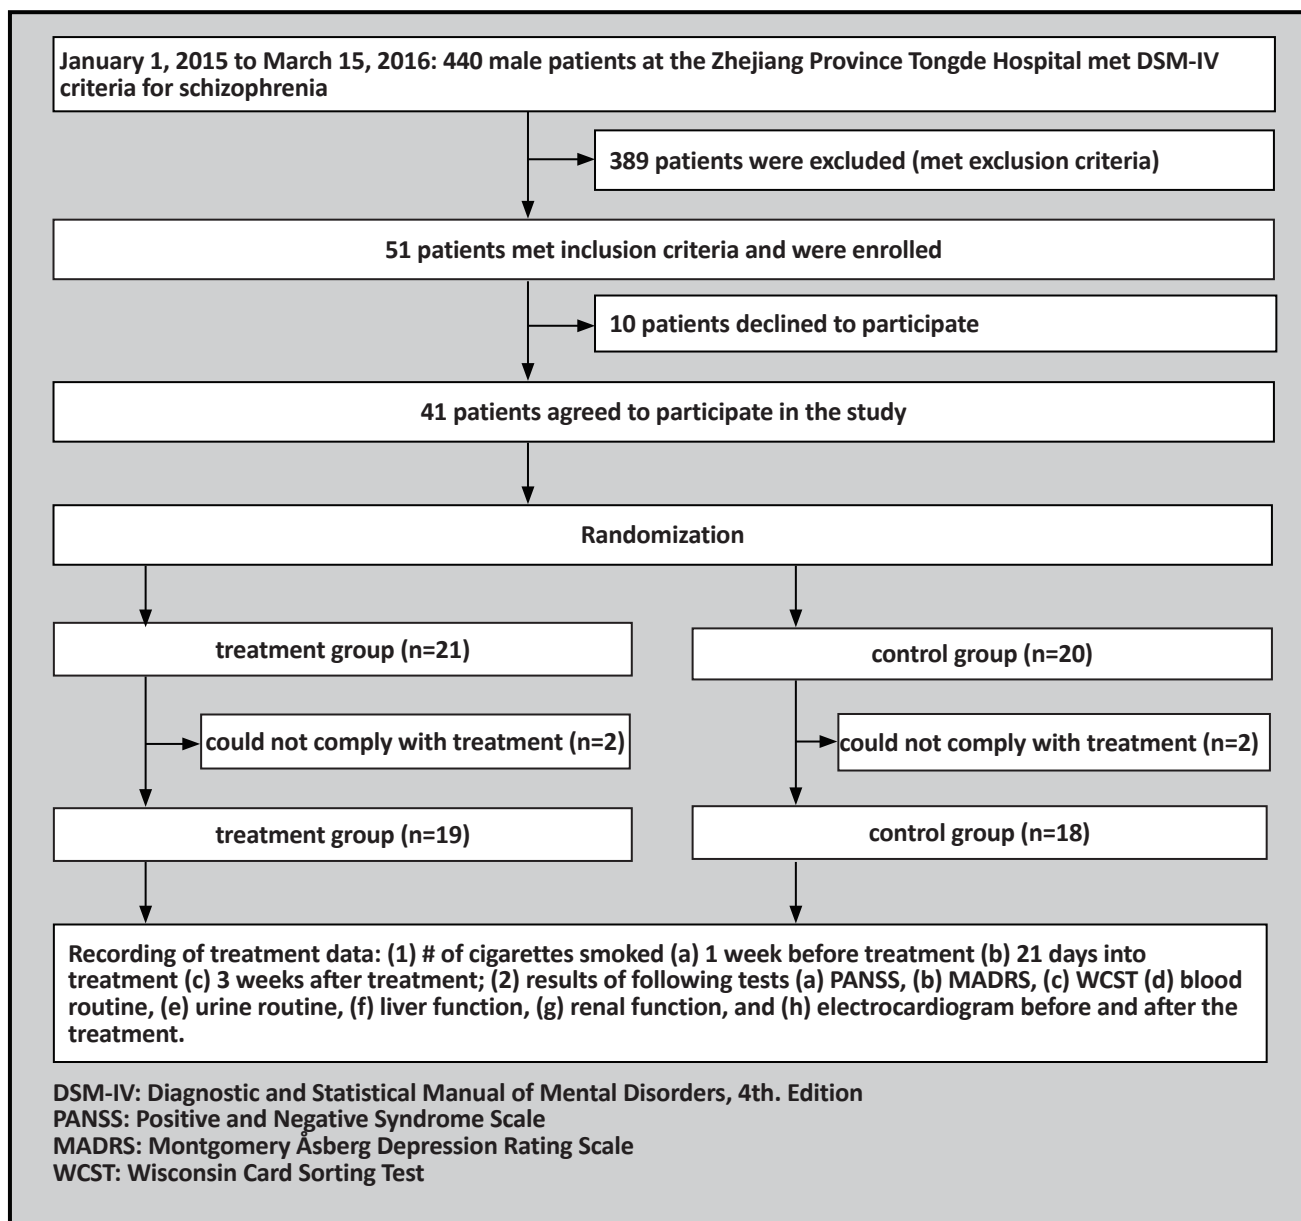 January 1, 2015 to March 15, 2016: 440 male patients at the Zhejiang Province Tongde Hospital met DSM-IV
criteria for schizophrenia
389 patients were excluded (met exclusion criteria)
51 patients met inclusion criteria and were enrolled
10 patients declined to participate
41 patients agreed to participate in the study
Randomization
treatment group (n=21)
control group (n=20)
could not comply with treatment (n=2)
could not comply with treatment (n=2)
treatment group (n=19)
control group (n=18)
Recording of treatment data: (1) # of cigarettes smoked (a) 1 week before treatment (b) 21 days into
treatment (c) 3 weeks after treatment; (2) results of following tests (a) PANSS, (b) MADRS, (c) WCST (d) blood
routine, (e) urine routine, (f) liver function, (g) renal function, and (h) electrocardiogram before and after the
treatment.
DSM-IV: Diagnostic and Statistical Manual of Mental Disorders, 4th. Edition
PANSS: Positive and Negative Syndrome Scale
MADRS: Montgomery Åsberg Depression Rating Scale
WCST: Wisconsin Card Sorting Test